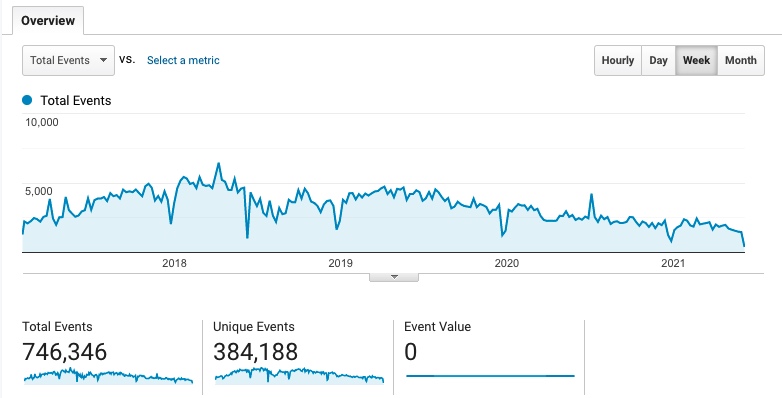 Overview
Total Events VS. Select a metric Hourly Day Week Month
Total Events
10,000
5,000
2018 2019 2020 2021
Total Events Unique Events Event Value
746,346 384,188 0